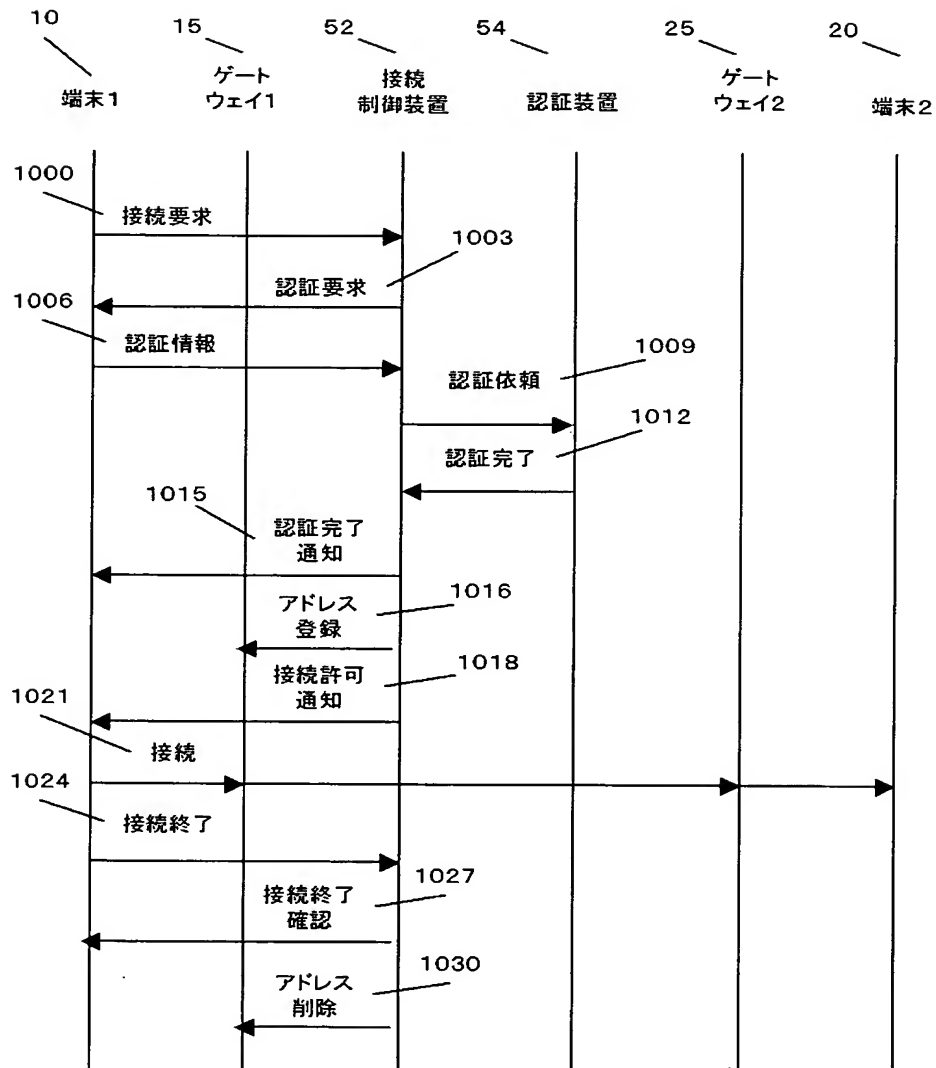 10
15
52
54
25
20
端末1
ゲート
ウェイ1
接続
制御装置
認証装置
ゲート
ウェイ2
端末2
1000
接続要求
1003
認証要求
1006
認証情報
1009
認証依頼
1012
認証完了
1015
認証完了
通知
1016
アドレス
登録
1018
接続許可
通知
1021
接続
1024
接続終了
1027
接続終了
確認
1030
アドレス
削除